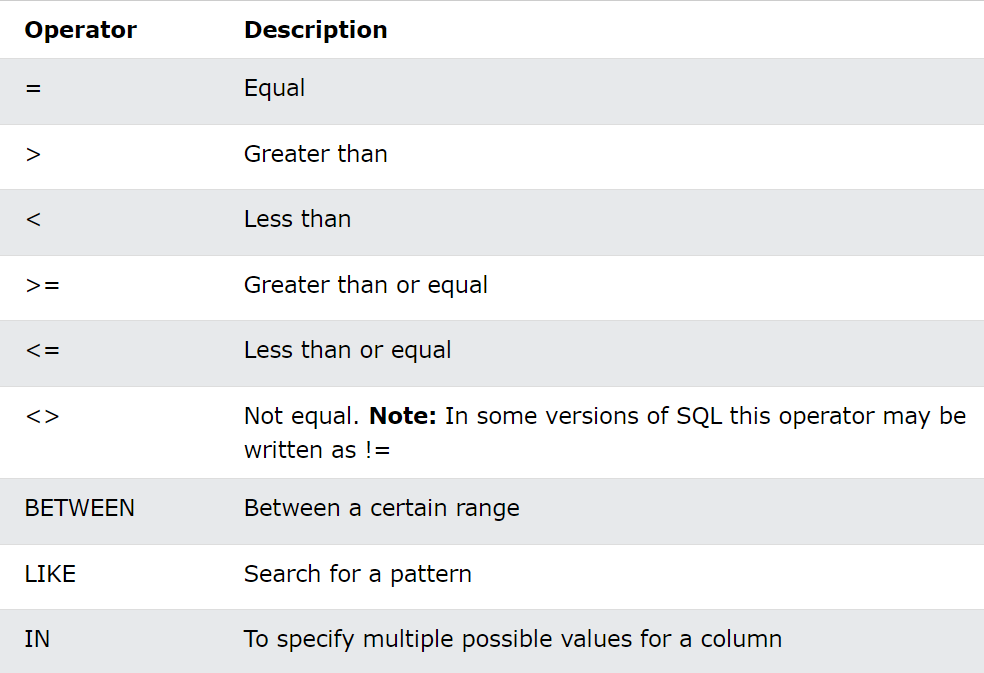 Operator Description
= Equal
> Greater than
< Less than
>= Greater than or equal
<= Less than or equal
<> Not equal. Note: In some versions of SQL this operator may be
written as !=
BETWEEN Between a certain range
LIKE Search for a pattern
IN To specify multiple possible values for a column